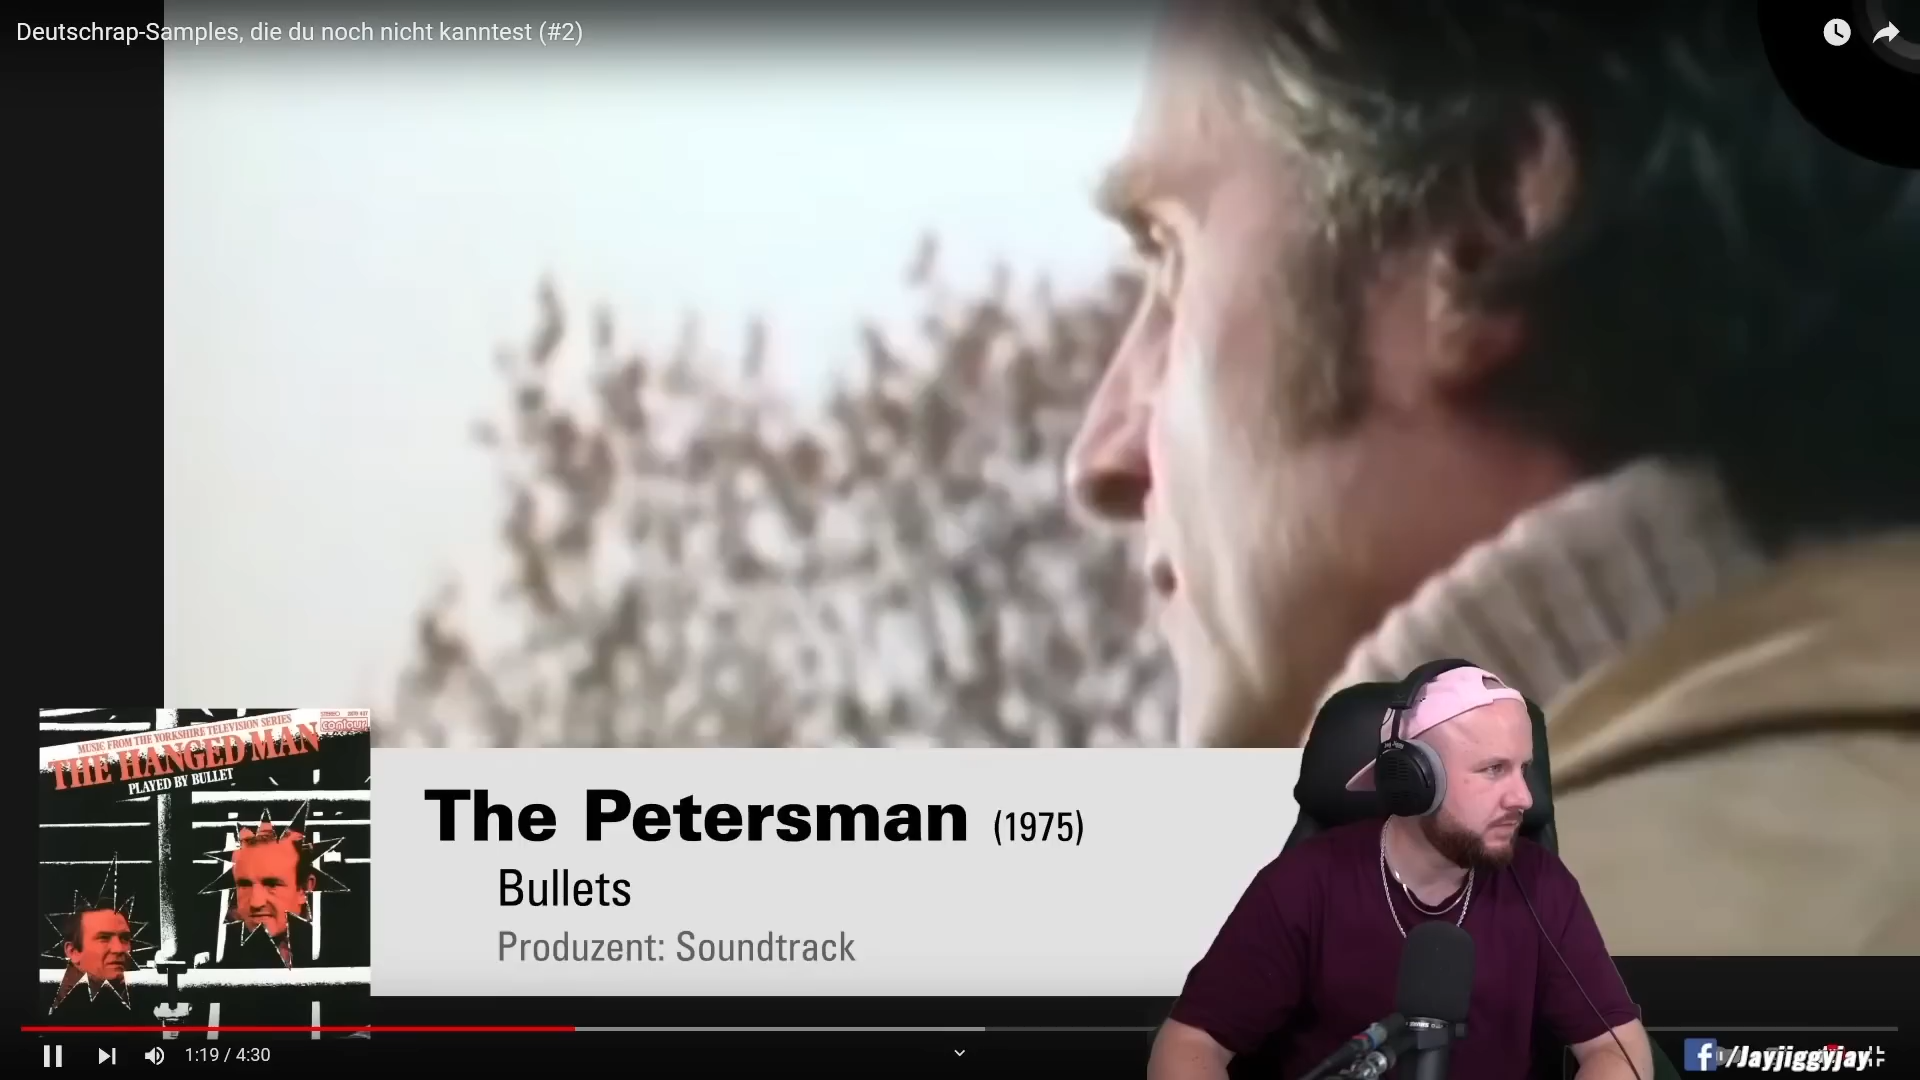 Deutschrap-Samples, die du noch nicht kanntest (#2)
MUSIC FROM THE YORKSHIRE TELEVISION SERIES
contour
THE HANGED MAN
PLAYED BY BULLET
The Petersman (1975)
Bullets
Produzent: Soundtrack
1:19 / 4:30
f /Jayjiggyjay